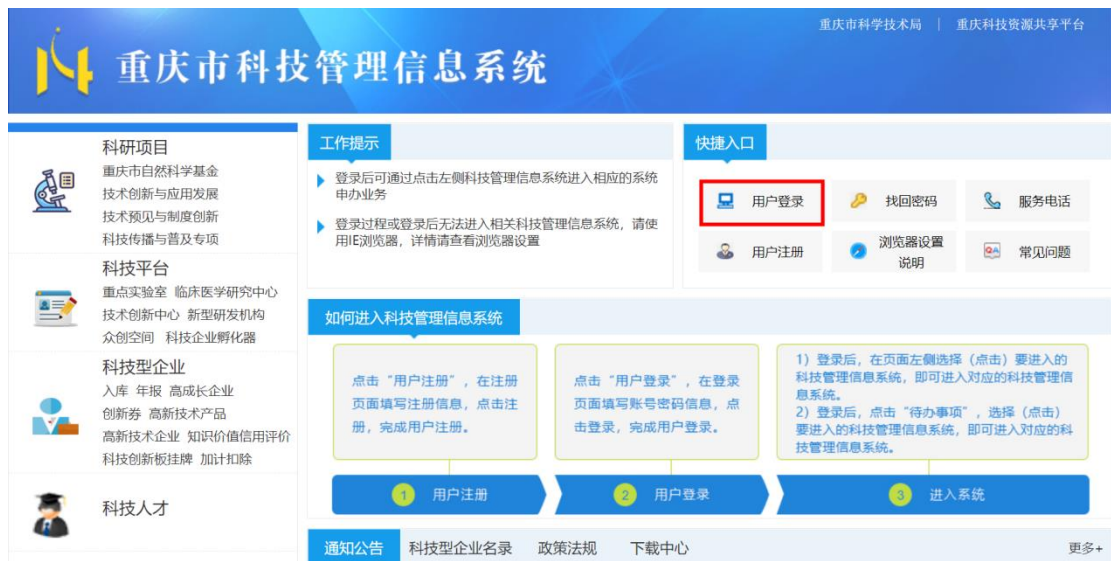 重庆市科学技术局 | 重庆科技资源共享平台
重庆市科技管理信息系统
科研项目
重庆市自然科学基金
技术创新与应用发展
技术预见与制度创新
科技传播与普及专项
科技平台
重点实验室 临床医学研究中心
技术创新中心 新型研发机构
众创空间 科技企业孵化器
科技型企业
入库 年报 高成长企业
创新券 高新技术产品
高新技术企业 知识价值信用评价
科技创新板挂牌 加计扣除
科技人才
工作提示
登录后可通过点击左侧科技管理信息系统进入相应的系统
申办业务
登录过程或登录后无法进入相关科技管理信息系统，请使
用IE浏览器，详情请查看浏览器设置
快捷入口
用户登录
找回密码
服务电话
用户注册
浏览器设置
说明
QA
常见问题
如何进入科技管理信息系统
点击“用户注册”，在注册
页面填写注册信息，点击注
册，完成用户注册。
点击“用户登录”，在登录
页面填写账号密码信息，点
击登录，完成用户登录。
1）登录后，在页面左侧选择（点击）要进入的
科技管理信息系统，即可进入对应的科技管理信
息系统。
2）登录后，点击“待办事项”，选择（点击）
要进入的科技管理信息系统，即可进入对应的科
技管理信息系统。
1 用户注册
2 用户登录
3 进入系统
通知公告 科技型企业名录 政策法规 下载中心 更多+